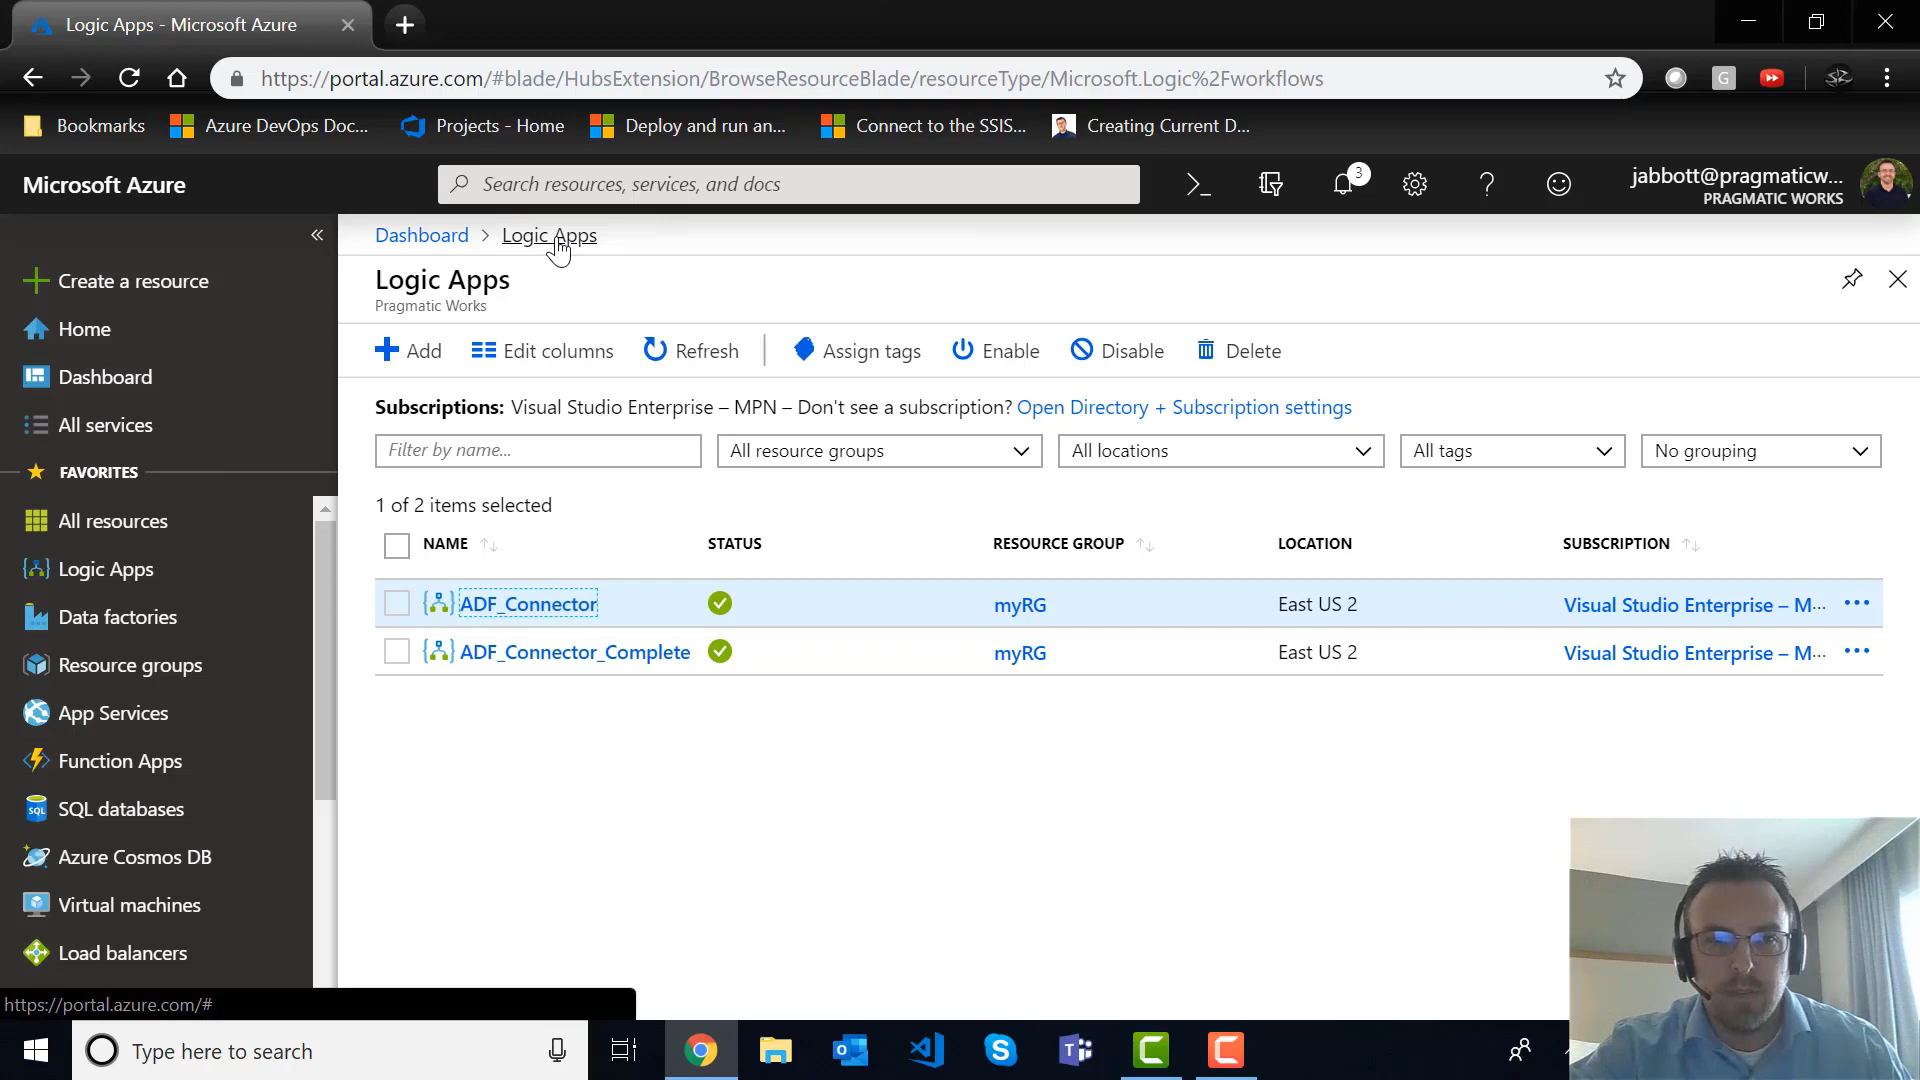 Logic Apps - Microsoft Azure
https://portal.azure.com/#blade/HubsExtension/BrowseResourceBlade/resourceType/Microsoft.Logic%2Fworkflows
Bookmarks Azure DevOps Doc... Projects - Home Deploy and run an... Connect to the SSIS... Creating Current D...
Microsoft Azure
Search resources, services, and docs
3
jabbott@pragmaticw...
PRAGMATIC WORKS
Dashboard > Logic Apps
Create a resource
Home
Dashboard
All services
FAVORITES
All resources
Logic Apps
Data factories
Resource groups
App Services
Function Apps
SQL databases
Azure Cosmos DB
Virtual machines
Load balancers
Logic Apps
Pragmatic Works
Add Edit columns Refresh Assign tags Enable Disable Delete
Subscriptions: Visual Studio Enterprise – MPN – Don't see a subscription? Open Directory + Subscription settings
Filter by name... All resource groups All locations All tags No grouping
1 of 2 items selected
NAME STATUS RESOURCE GROUP LOCATION SUBSCRIPTION
ADF_Connector myRG East US 2 Visual Studio Enterprise – M...
ADF_Connector_Complete myRG East US 2 Visual Studio Enterprise – M...
https://portal.azure.com/#
Type here to search